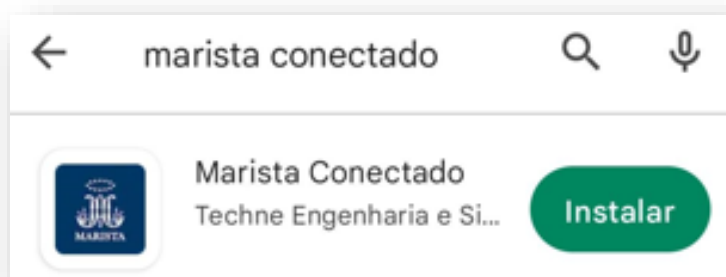 marista conectado
Marista Conectado
Techne Engenharia e Si...
Instalar
MARISTA